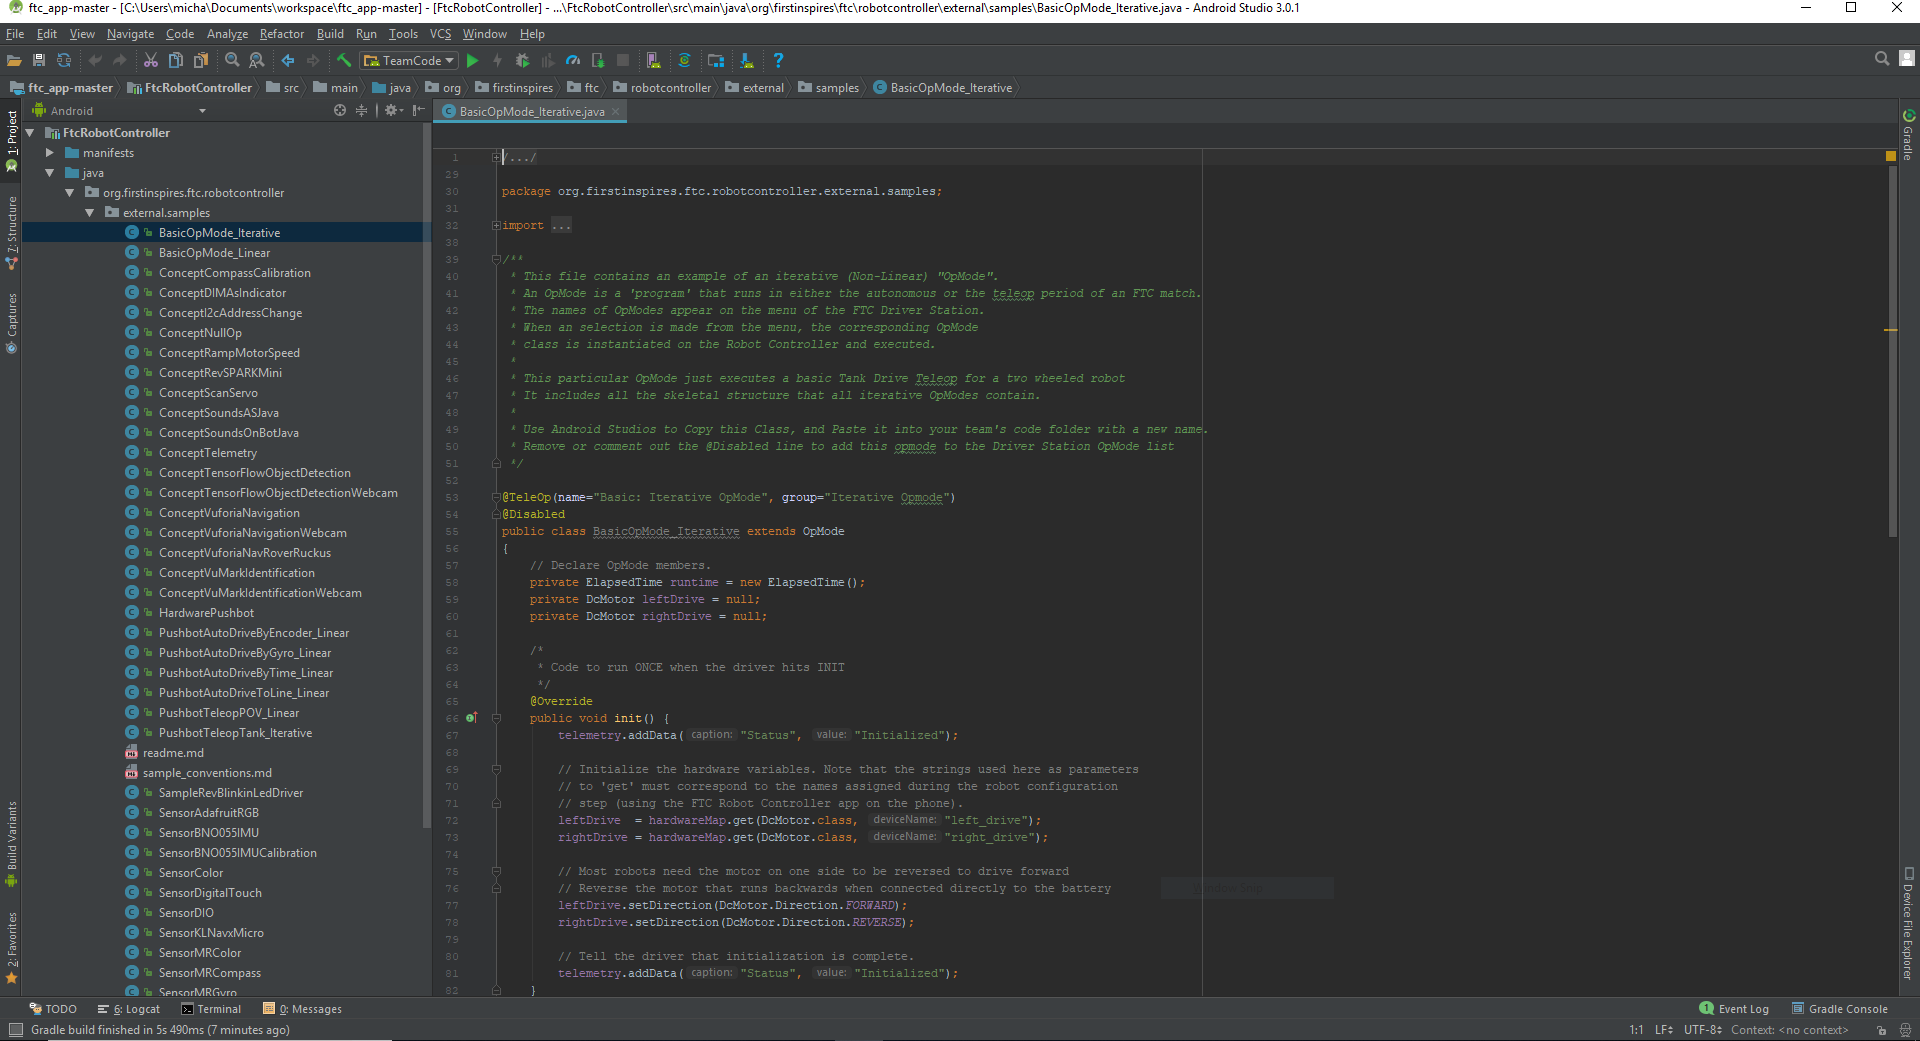 ftc_app-master - [C:\Users\micha\Documents\workspace\ftc_app-master] - [FtcRobotController] - ...\FtcRobotController\src\main\java\org\firstinspires\ftc\robotcontroller\external\samples\BasicOpMode_Iterative.java - Android Studio 3.0.1
File Edit View Navigate Code Analyze Refactor Build Run Tools VCS Window Help
TeamCode
ftc_app-master FtcRobotController src main java org firstinspires ftc robotcontroller external samples BasicOpMode_Iterative
Android
BasicOpMode_Iterative.java
1: Project
7: Structure
Captures
Build Variants
2: Favorites
FtcRobotController
manifests
java
org.firstinspires.ftc.robotcontroller
external.samples
BasicOpMode_Iterative
BasicOpMode_Linear
ConceptCompassCalibration
ConceptDIMAsIndicator
ConceptI2cAddressChange
ConceptNullOp
ConceptRampMotorSpeed
ConceptRevSPARKMini
ConceptScanServo
ConceptSoundsASJava
ConceptSoundsOnBotJava
ConceptTelemetry
ConceptTensorFlowObjectDetection
ConceptTensorFlowObjectDetectionWebcam
ConceptVuforiaNavigation
ConceptVuforiaNavigationWebcam
ConceptVuforiaNavRoverRuckus
ConceptVuMarkIdentification
ConceptVuMarkIdentificationWebcam
HardwarePushbot
PushbotAutoDriveByEncoder_Linear
PushbotAutoDriveByGyro_Linear
PushbotAutoDriveByTime_Linear
PushbotAutoDriveToLine_Linear
PushbotTeleopPOV_Linear
PushbotTeleopTank_Iterative
readme.md
sample_conventions.md
SampleRevBlinkinLedDriver
SensorAdafruitRGB
SensorBNO055IMU
SensorBNO055IMUCalibration
SensorColor
SensorDigitalTouch
SensorDIO
SensorKLNavxMicro
SensorMRColor
SensorMRCompass
SensorMRGyro
1 /.../
29
30 package org.firstinspires.ftc.robotcontroller.external.samples;
31
32 import ...
38
39 /**
40 * This file contains an example of an iterative (Non-Linear) "OpMode".
41 * An OpMode is a 'program' that runs in either the autonomous or the teleop period of an FTC match.
42 * The names of OpModes appear on the menu of the FTC Driver Station.
43 * When an selection is made from the menu, the corresponding OpMode
44 * class is instantiated on the Robot Controller and executed.
45 *
46 * This particular OpMode just executes a basic Tank Drive Teleop for a two wheeled robot
47 * It includes all the skeletal structure that all iterative OpModes contain.
48 *
49 * Use Android Studios to Copy this Class, and Paste it into your team's code folder with a new name.
50 * Remove or comment out the @Disabled line to add this opmode to the Driver Station OpMode list
51 */
52
53 @TeleOp(name="Basic: Iterative OpMode", group="Iterative Opmode")
54 @Disabled
55 public class BasicOpMode_Iterative extends OpMode
56 {
57 // Declare OpMode members.
58 private ElapsedTime runtime = new ElapsedTime();
59 private DcMotor leftDrive = null;
60 private DcMotor rightDrive = null;
61
62 /*
63 * Code to run ONCE when the driver hits INIT
64 */
65 @Override
66 public void init() {
67 telemetry.addData( caption: "Status", value: "Initialized");
68
69 // Initialize the hardware variables. Note that the strings used here as parameters
70 // to 'get' must correspond to the names assigned during the robot configuration
71 // step (using the FTC Robot Controller app on the phone).
72 leftDrive = hardwareMap.get(DcMotor.class, deviceName: "left_drive");
73 rightDrive = hardwareMap.get(DcMotor.class, deviceName: "right_drive");
74
75 // Most robots need the motor on one side to be reversed to drive forward
76 // Reverse the motor that runs backwards when connected directly to the battery
77 leftDrive.setDirection(DcMotor.Direction.FORWARD);
78 rightDrive.setDirection(DcMotor.Direction.REVERSE);
79
80 // Tell the driver that initialization is complete.
81 telemetry.addData( caption: "Status", value: "Initialized");
82 }
Gradle
Device File Explorer
TODO 6: Logcat Terminal 0: Messages 1 Event Log Gradle Console
Gradle build finished in 5s 490ms (7 minutes ago) 1:1 LF UTF-8 Context: <no context>